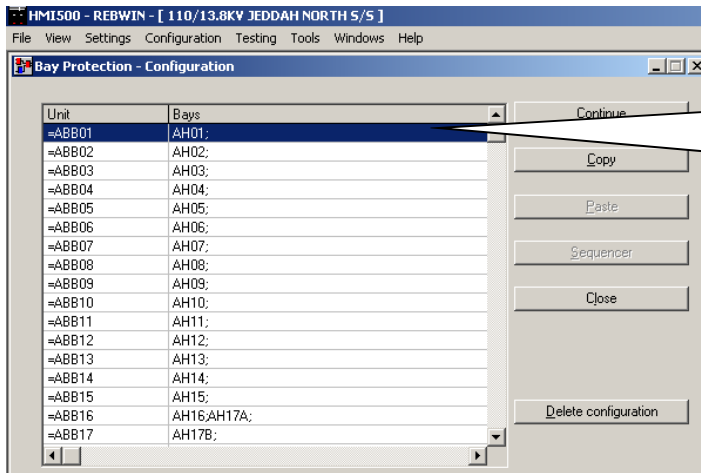 HMI500 - REBWIN - [ 110/13.8KV JEDDAH NORTH S/S ]
File View Settings Configuration Testing Tools Windows Help
Bay Protection - Configuration
Unit Bays
=ABB01 AH01;
=ABB02 AH02;
=ABB03 AH03;
=ABB04 AH04;
=ABB05 AH05;
=ABB06 AH06;
=ABB07 AH07;
=ABB08 AH08;
=ABB09 AH09;
=ABB10 AH10;
=ABB11 AH11;
=ABB12 AH12;
=ABB13 AH13;
=ABB14 AH14;
=ABB15 AH15;
=ABB16 AH16;AH17A;
=ABB17 AH17B;
Continue
Copy
Paste
Sequencer
Close
Delete configuration